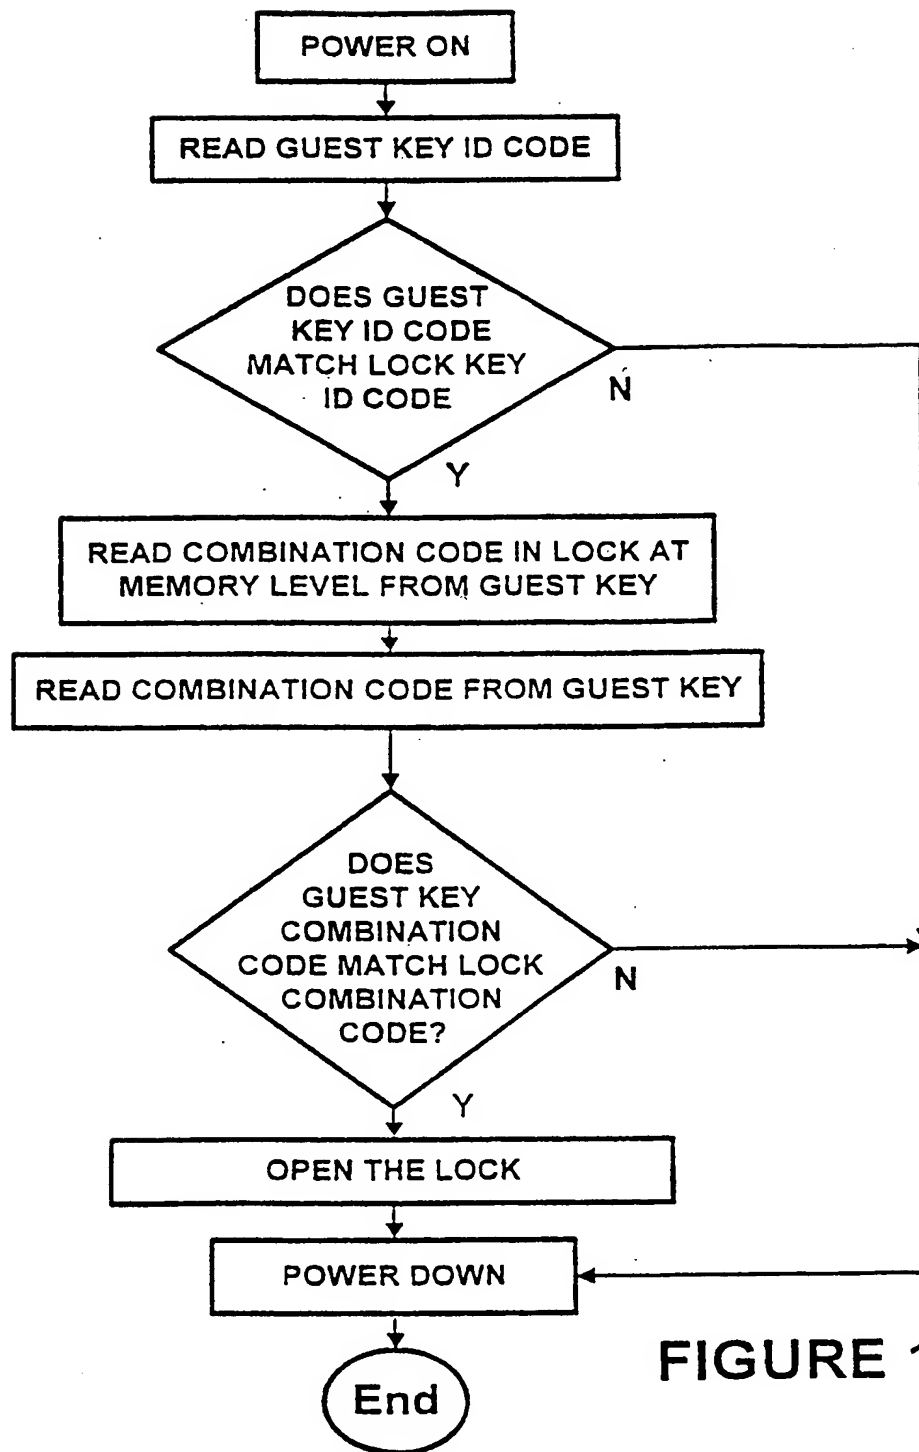 POWER ON
READ GUEST KEY ID CODE
DOES GUEST
KEY ID CODE
MATCH LOCK KEY
ID CODE
N
Y
READ COMBINATION CODE IN LOCK AT
MEMORY LEVEL FROM GUEST KEY
READ COMBINATION CODE FROM GUEST KEY
DOES
GUEST KEY
COMBINATION
CODE MATCH LOCK
COMBINATION
CODE?
N
Y
OPEN THE LOCK
POWER DOWN
End
FIGURE